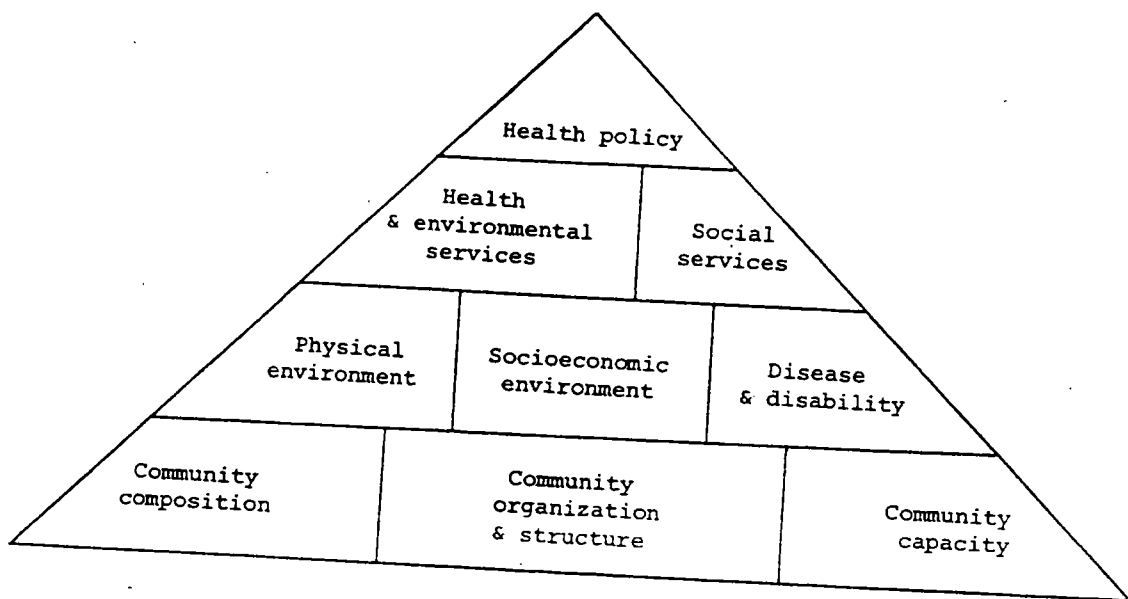 Health policy
Health
& environmental
services
Social
services
Physical
environment
Socioeconomic
environment
Disease
& disability
Community
composition
Community
organization
& structure
Community
capacity